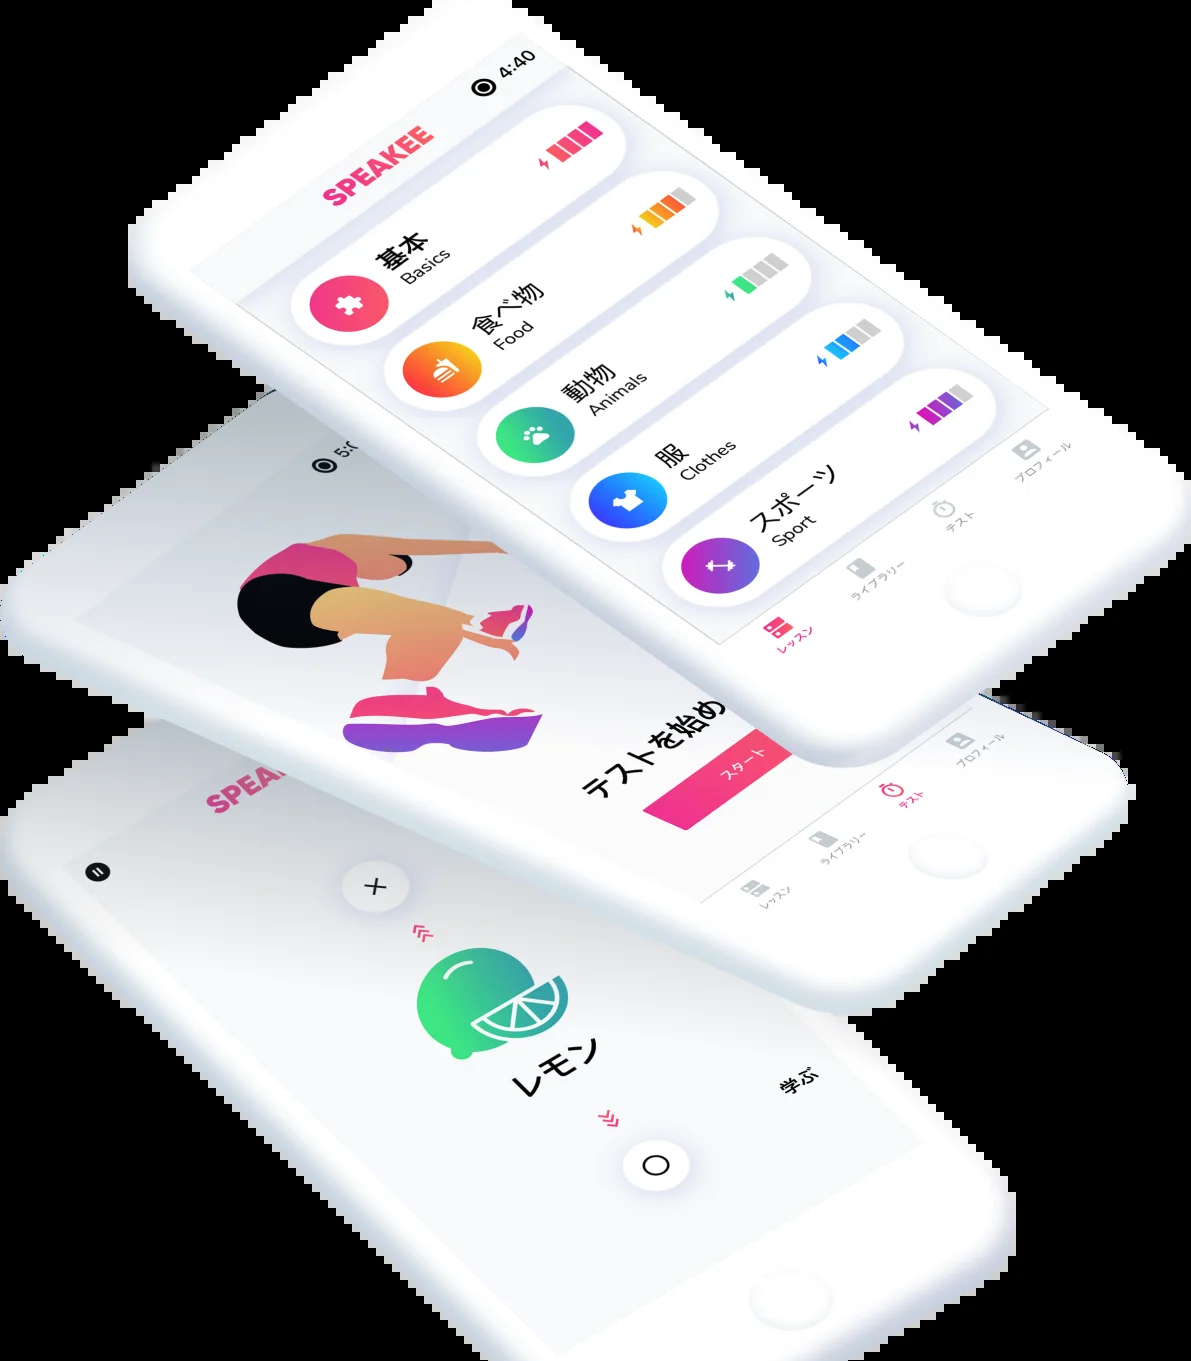 4:40
SPEAKEE
基本
Basics
食べ物
Food
動物
Animals
服
Clothes
スポーツ
Sport
レッスン
ライブラリー
テスト
プロフィール
テストを始め
スタート
レッスン
ライブラリー
テスト
プロフィール
レモン
学ぶ